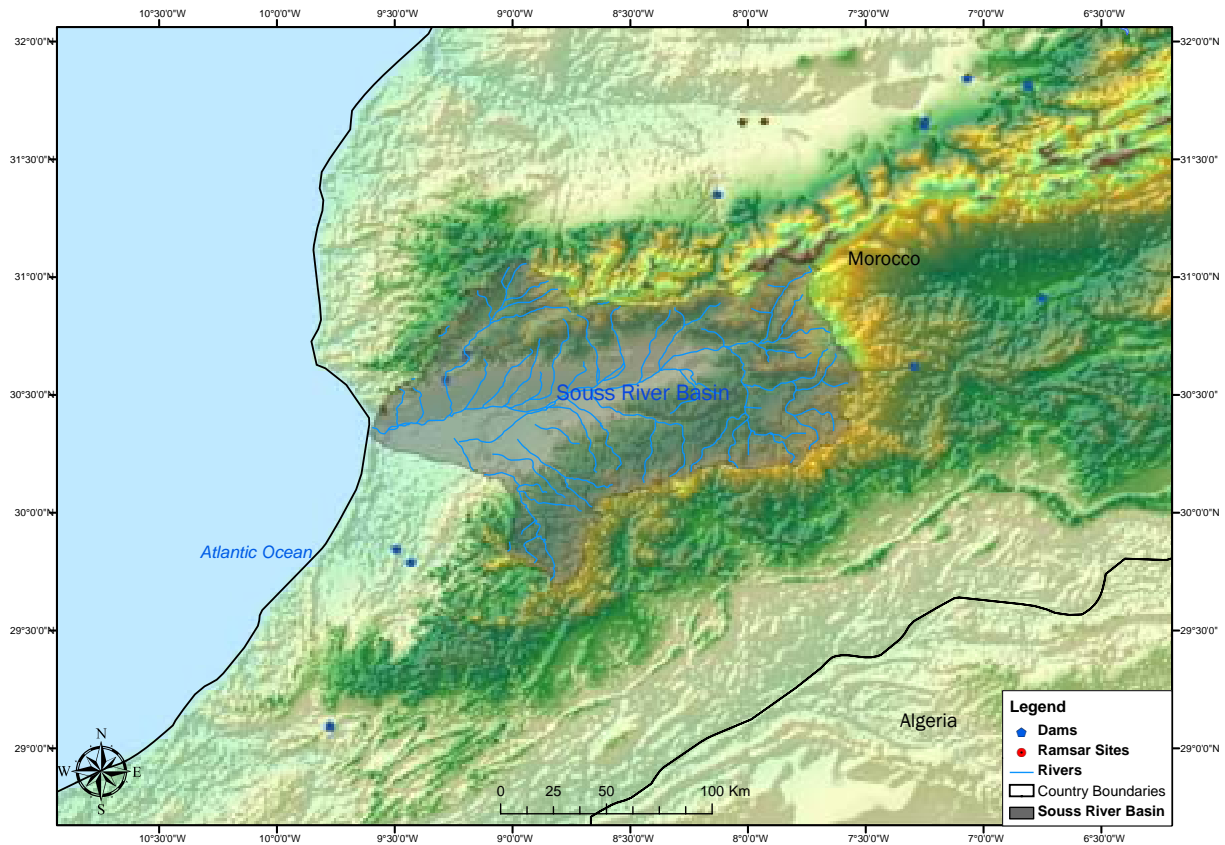 10°30'0"W 10°0'0"W 9°30'0"W 9°0'0"W 8°30'0"W 8°0'0"W 7°30'0"W 7°0'0"W 6°30'0"W
32°0'0"N 32°0'0"N
31°30'0"N 31°30'0"N
Morocco
31°0'0"N 31°0'0"N
Souss River Basin
30°30'0"N 30°30'0"N
30°0'0"N 30°0'0"N
Atlantic Ocean
29°30'0"N 29°30'0"N
Legend
Algeria
Dams
N
29°0'0"N 29°0'0"N
Ramsar Sites
W E
Rivers
0 25 50 100 Km
Country Boundaries
S
Souss River Basin
10°30'0"W 10°0'0"W 9°30'0"W 9°0'0"W 8°30'0"W 8°0'0"W 7°30'0"W 7°0'0"W 6°30'0"W